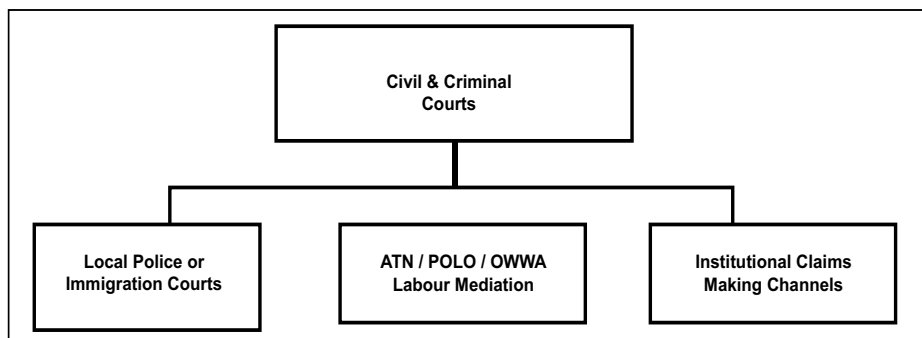 Civil & Criminal
Courts
Local Police or
Immigration Courts
ATN / POLO / OWWA
Labour Mediation
Institutional Claims
Making Channels